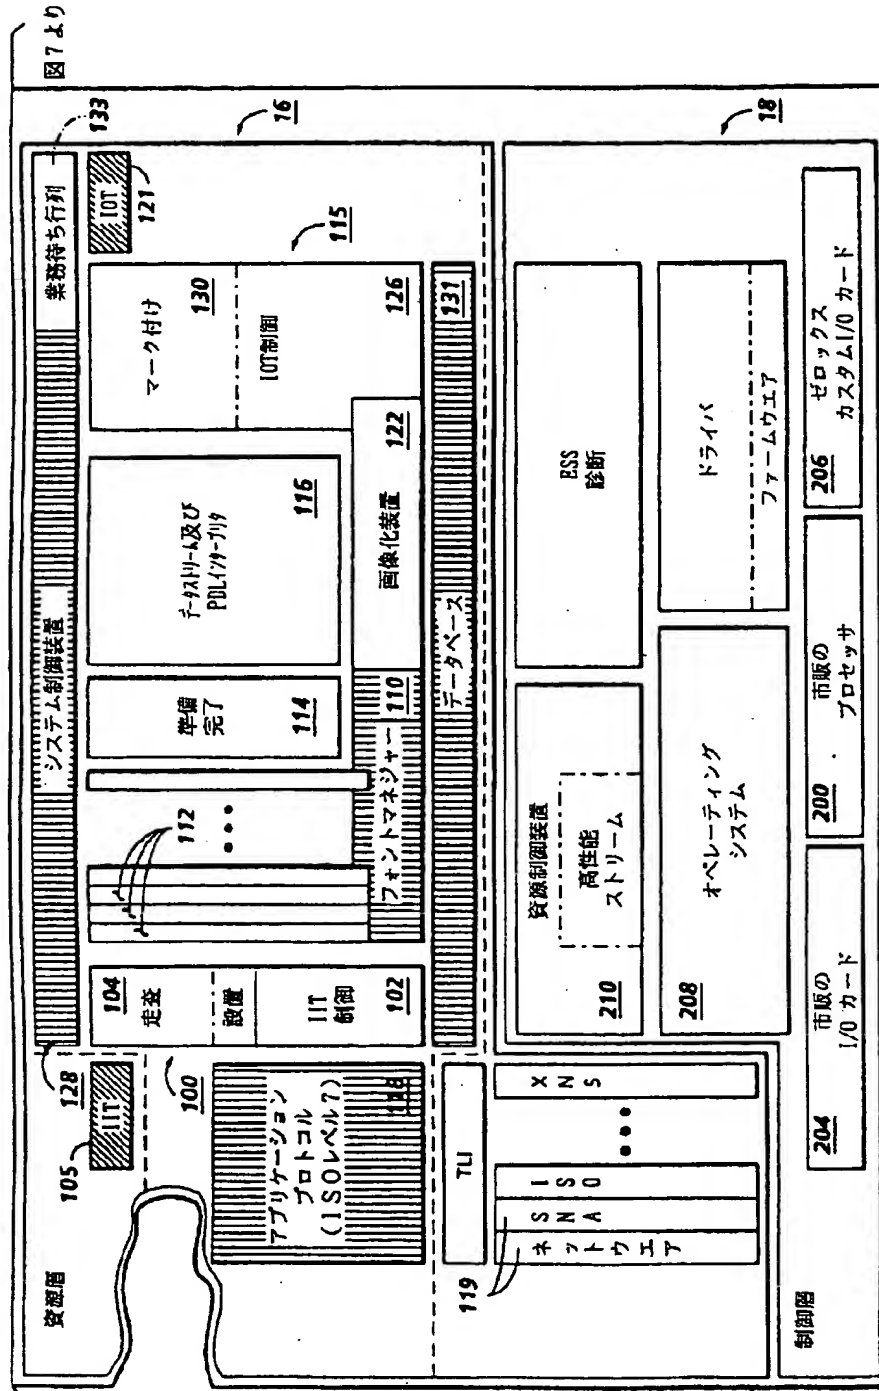 図7より
資源層
105
IIT
128
システム制御装置
業務待ち行列
133
IOT
121
16
100
アプリケーション
プロトコル
(ISOレベル7)
118
走査
104
設置
IIT
制御
102
112
•••
フォントマネジャー
110
準備
完了
114
データストリーム及び
PDLインタープリタ
116
画像化装置
122
マーク付け
130
IOT制御
126
115
データベース
131
TLI
119
ネットウエア
SNA
ISO
•••
XNS
資源制御装置
高性能
ストリーム
210
ESS
診断
18
208
オペレーティング
システム
ドライバ
ファームウエア
制御層
204
市販の
I/Oカード
200
市販の
プロセッサ
206
ゼロックス
カスタムI/Oカード